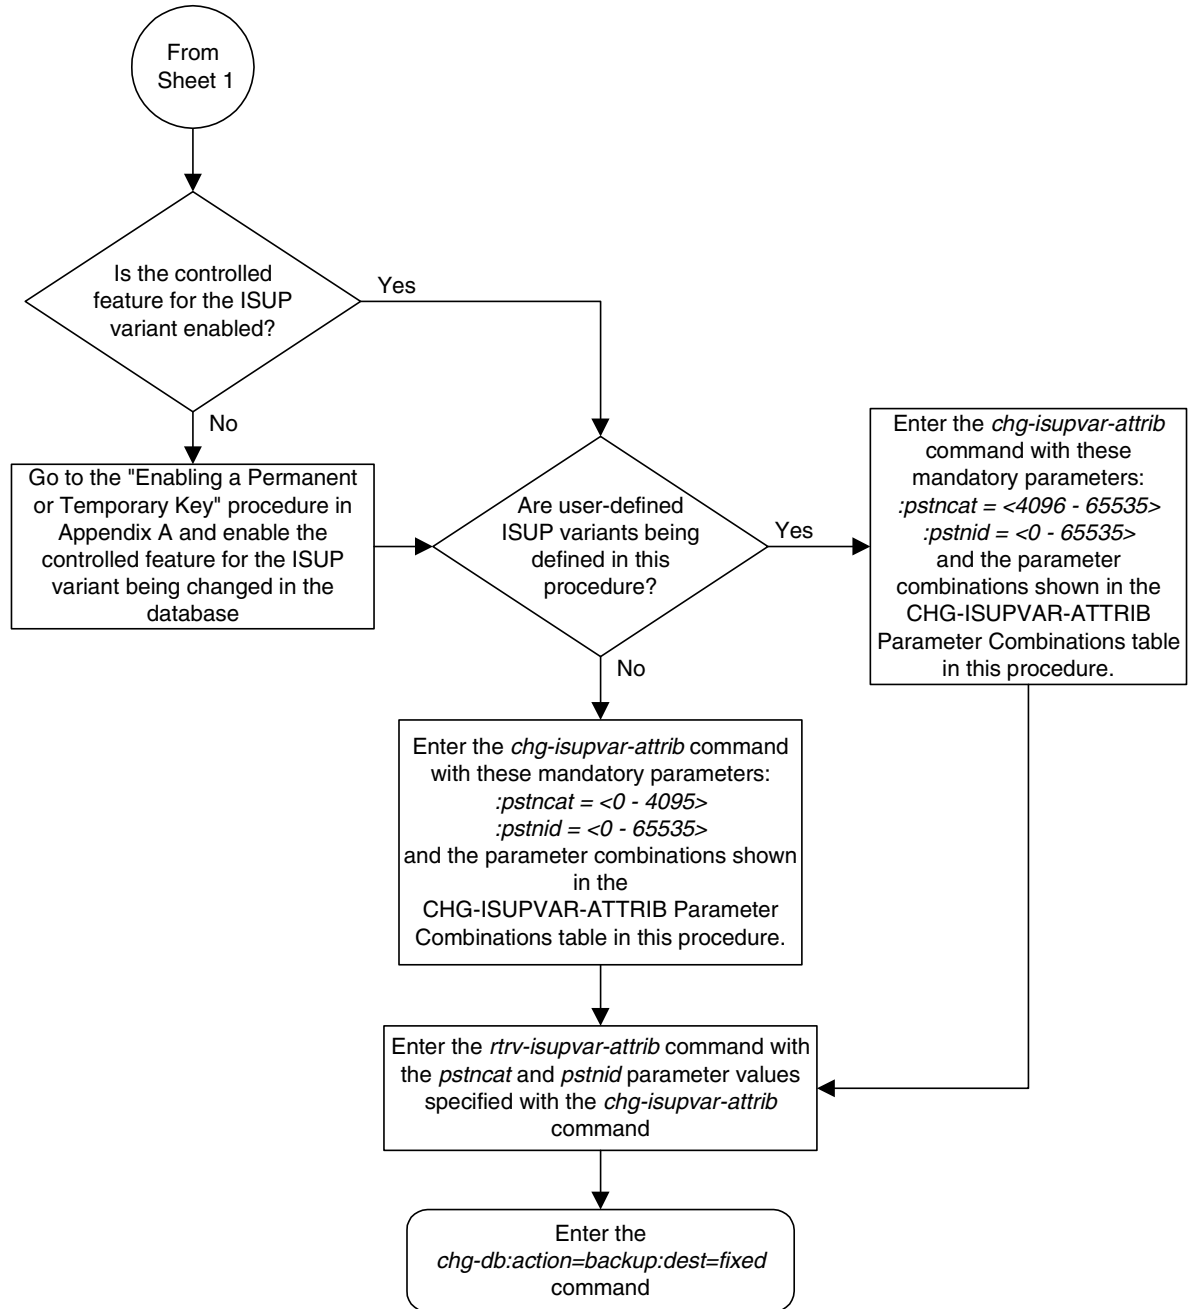 From
Sheet 1
Is the controlled
feature for the ISUP
variant enabled?
Yes
No
Go to the "Enabling a Permanent
or Temporary Key" procedure in
Appendix A and enable the
controlled feature for the ISUP
variant being changed in the
database
Are user-defined
ISUP variants being
defined in this
procedure?
Yes
No
Enter the chg-isupvar-attrib
command with these
mandatory parameters:
:pstncat = <4096 - 65535>
:pstnid = <0 - 65535>
and the parameter
combinations shown in the
CHG-ISUPVAR-ATTRIB
Parameter Combinations table
in this procedure.
Enter the chg-isupvar-attrib command
with these mandatory parameters:
:pstncat = <0 - 4095>
:pstnid = <0 - 65535>
and the parameter combinations shown
in the
CHG-ISUPVAR-ATTRIB Parameter
Combinations table in this procedure.
Enter the rtrv-isupvar-attrib command with
the pstncat and pstnid parameter values
specified with the chg-isupvar-attrib
command
Enter the
chg-db:action=backup:dest=fixed
command